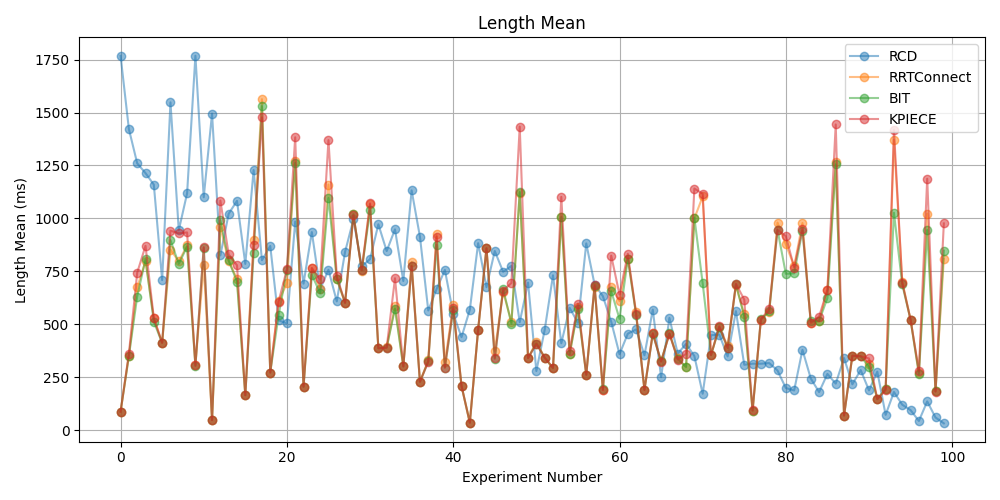 Length Mean
Length Mean (ms)
1750
1500
1250
1000
750
500
250
0
0 20 40 60 80 100
Experiment Number
RCD
RRTConnect
BIT
KPIECE